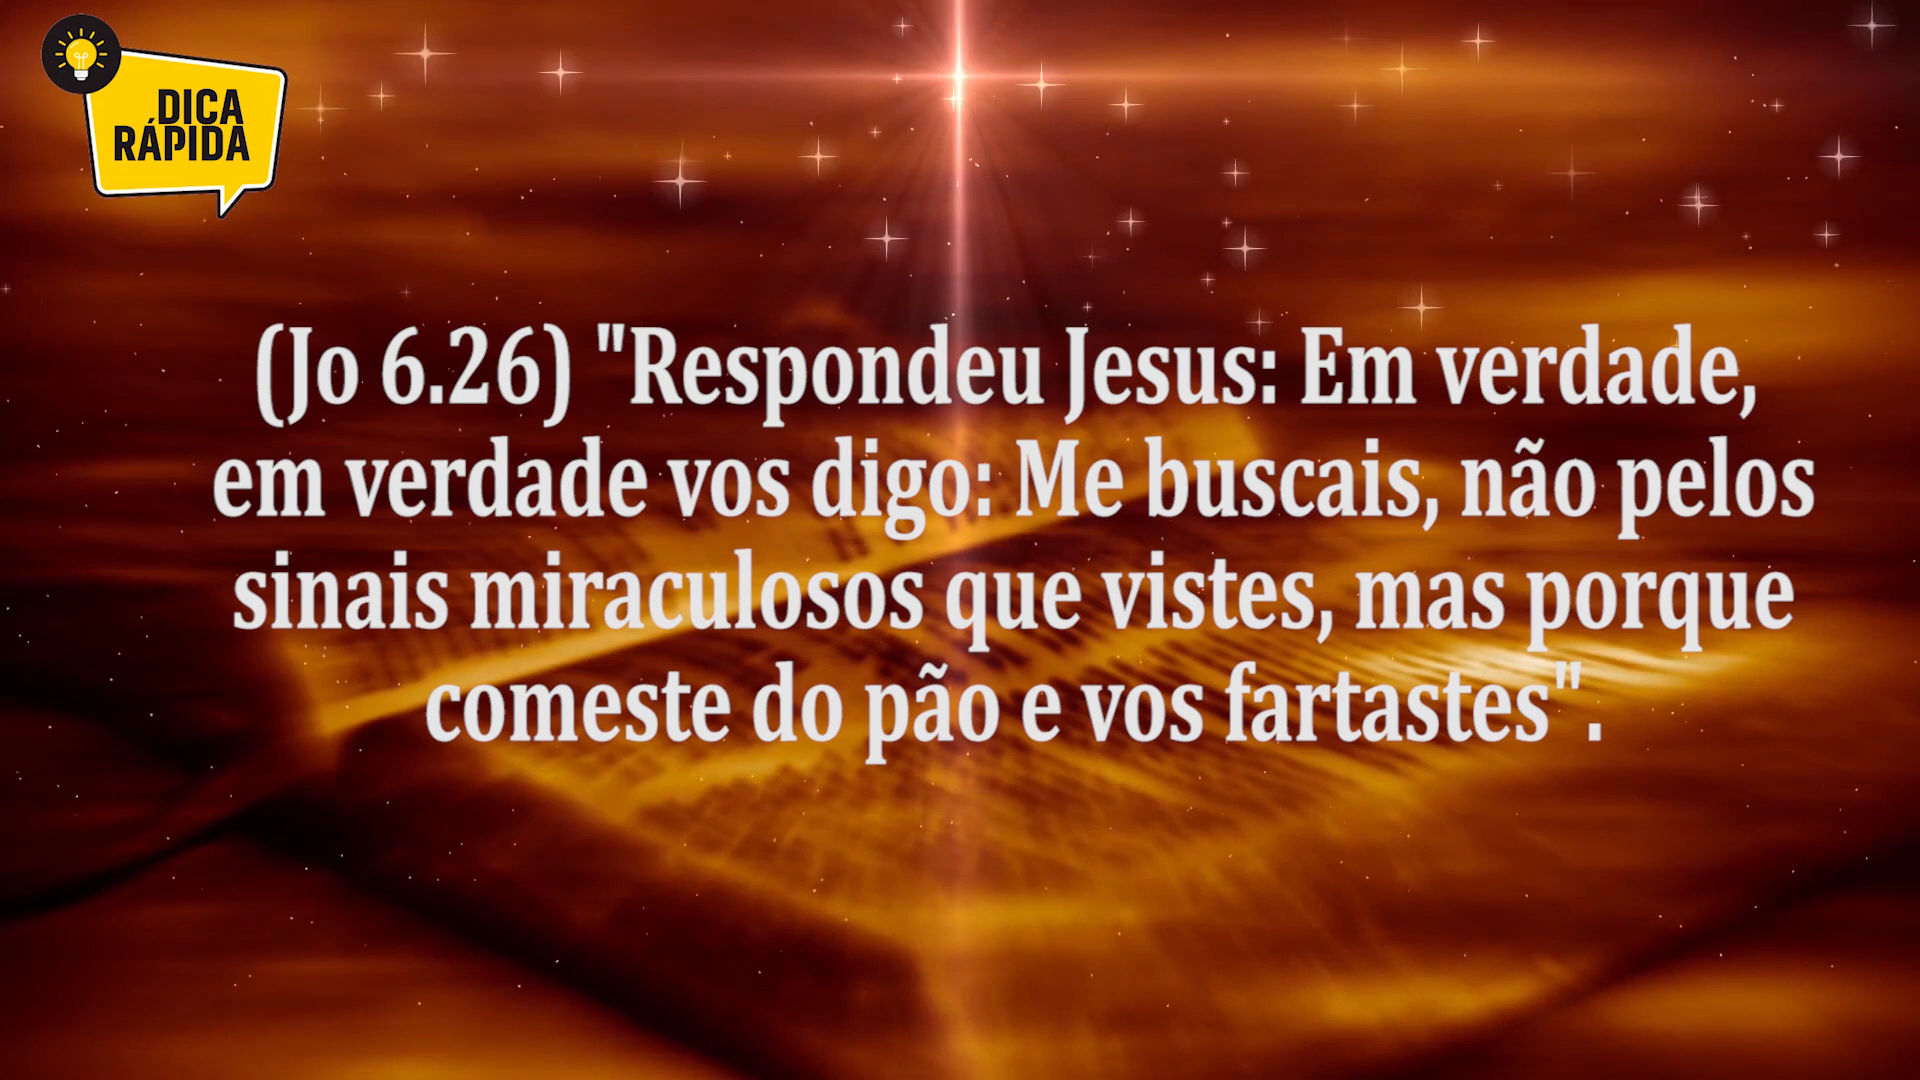 DICA
RÁPIDA
(Jo 6.26) "Respondeu Jesus: Em verdade,
em verdade vos digo: Me buscais, não pelos
sinais miraculosos que vistes, mas porque
comeste do pão e vos fartastes".